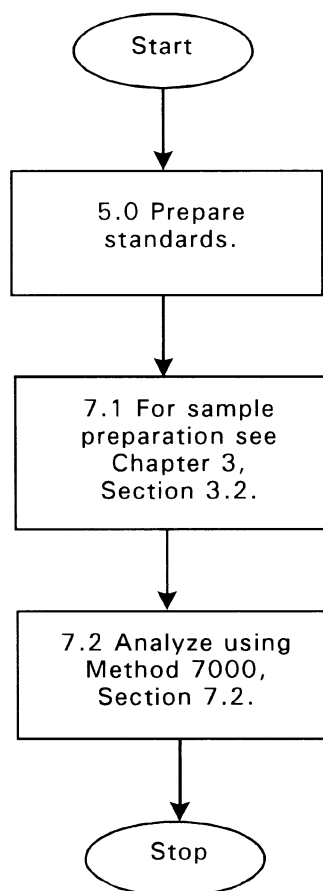 Start
5.0 Prepare
standards.
7.1 For sample
preparation see
Chapter 3,
Section 3.2.
7.2 Analyze using
Method 7000,
Section 7.2.
Stop